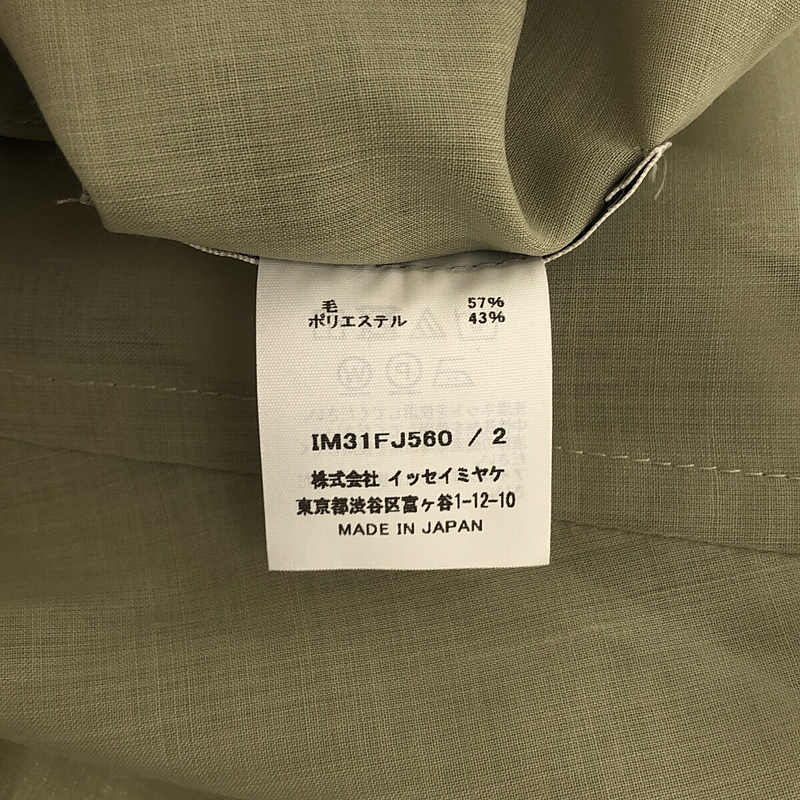 毛 57%
ポリエステル 43%
IM31FJ560 / 2
株式会社 イッセイミヤケ
東京都渋谷区富ヶ谷1-12-10
MADE IN JAPAN